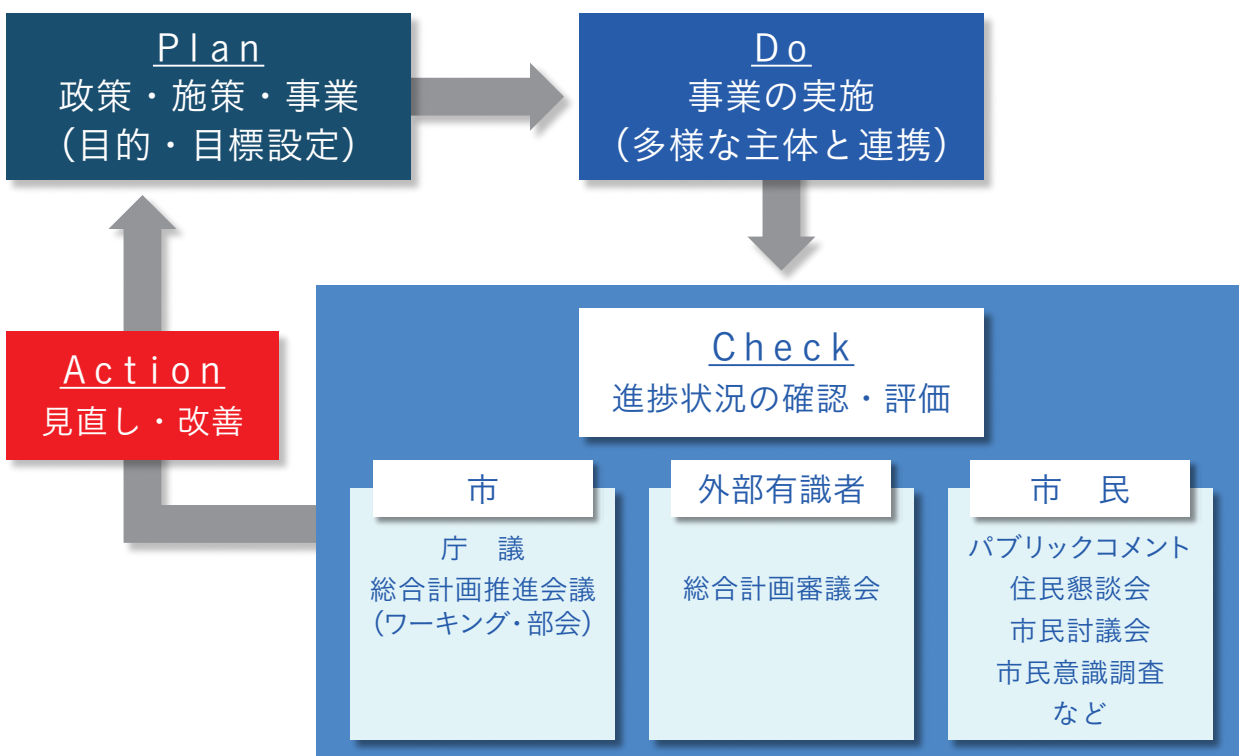 Plan
政策・施策・事業
（目的・目標設定）
Do
事業の実施
（多様な主体と連携）
Action
見直し・改善
Check
進捗状況の確認・評価
市
庁　議
総合計画推進会議
（ワーキング・部会）
外部有識者
総合計画審議会
市　民
パブリックコメント
住民懇談会
市民討議会
市民意識調査
など